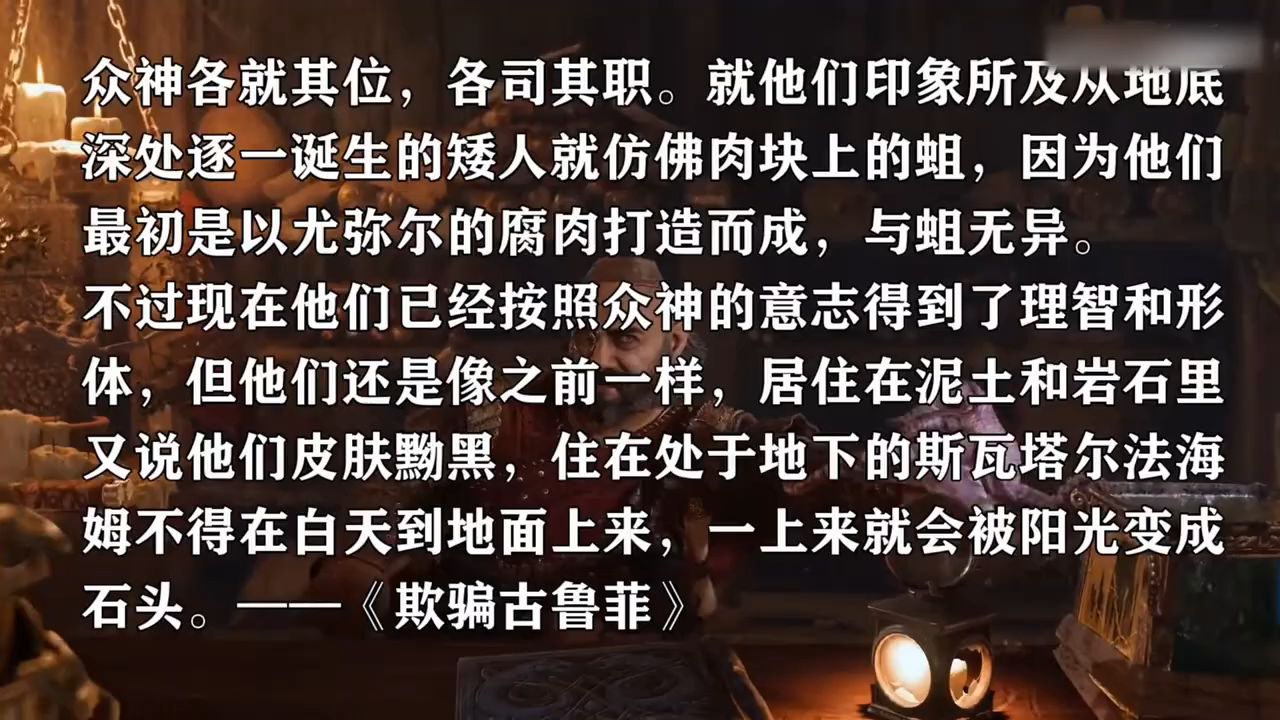 众神各就其位，各司其职。就他们印象所及从地底
深处逐一诞生的矮人就仿佛肉块上的蛆，因为他们
最初是以尤弥尔的腐肉打造而成，与蛆无异。
不过现在他们已经按照众神的意志得到了理智和形
体，但他们还是像之前一样，居住在泥土和岩石里
又说他们皮肤黝黑，住在处于地下的斯瓦塔尔法海
姆不得在白天到地面上来，一上来就会被阳光变成
石头。——《欺骗古鲁菲》